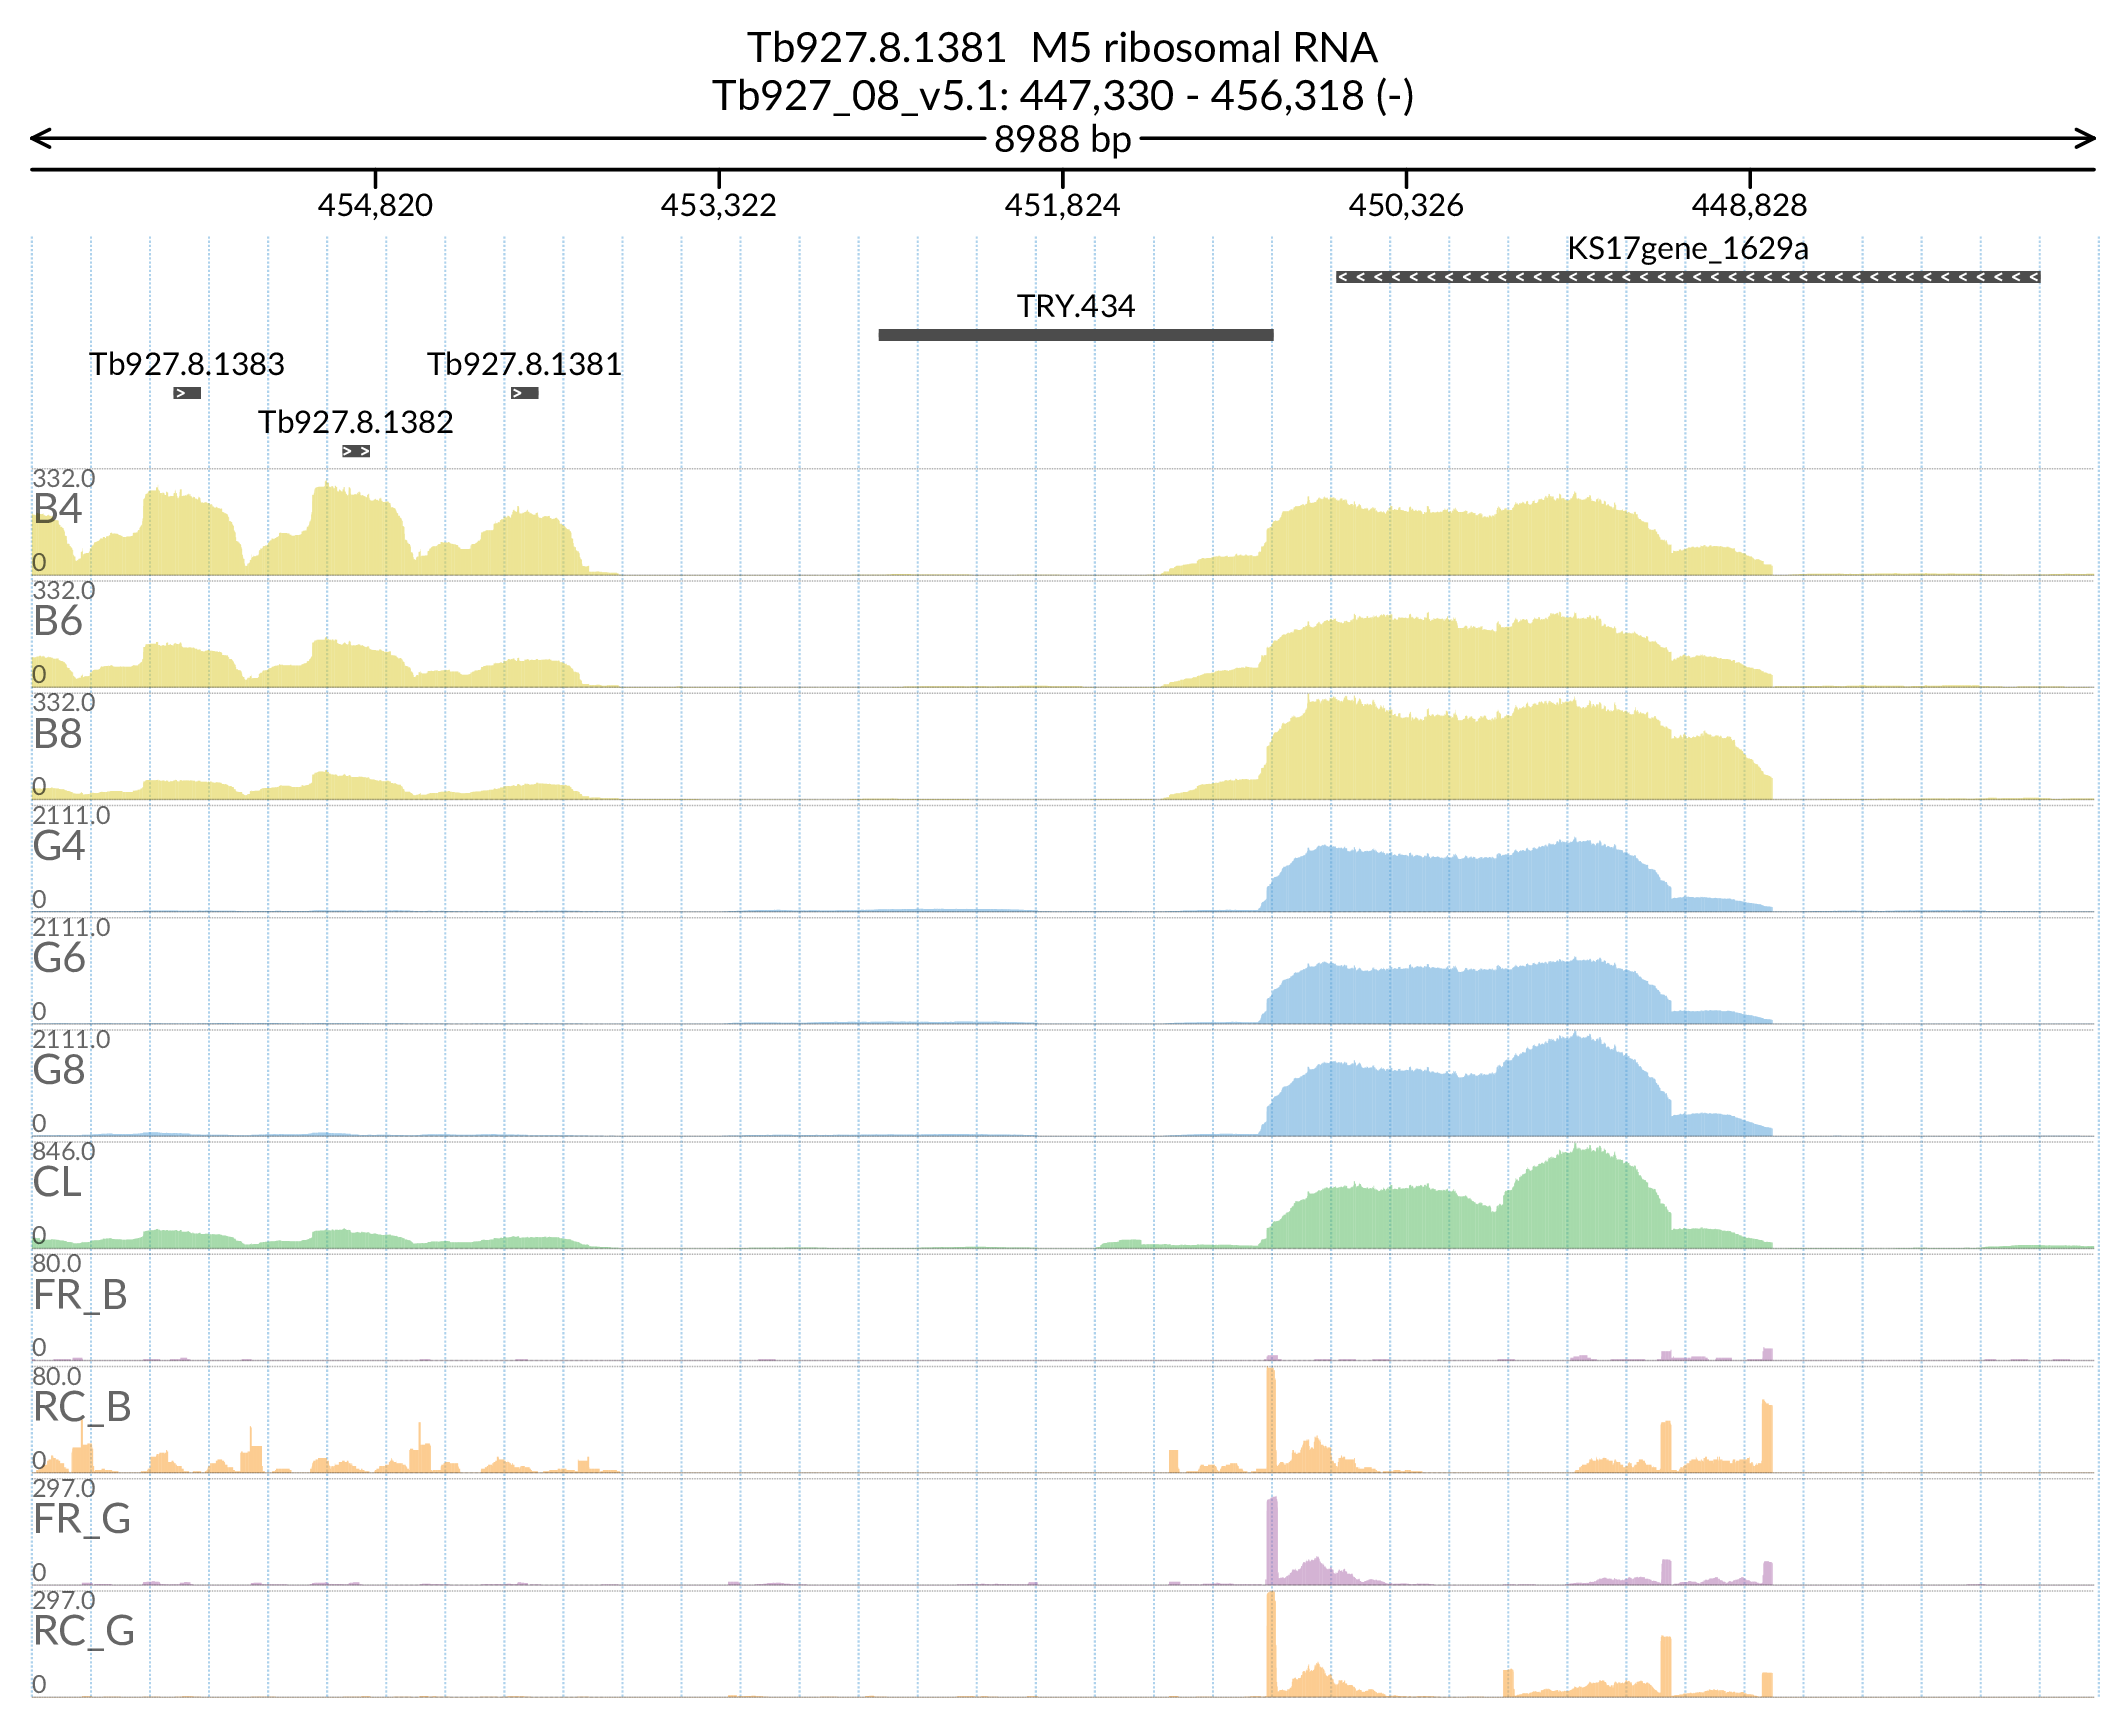 Tb927.8.1381 M5 ribosomal RNA
Tb927_08_v5.1: 447,330 - 456,318 (-)
8988 bp
454,820 453,322 451,824 450,326 448,828
KS17gene_1629a
TRY.434
Tb927.8.1383 Tb927.8.1381
Tb927.8.1382
332.0
B4
0
332.0
B6
0
332.0
B8
0
2111.0
G4
0
2111.0
G6
0
2111.0
G8
0
846.0
CL
0
80.0
FR_B
0
80.0
RC_B
0
297.0
FR_G
0
297.0
RC_G
0